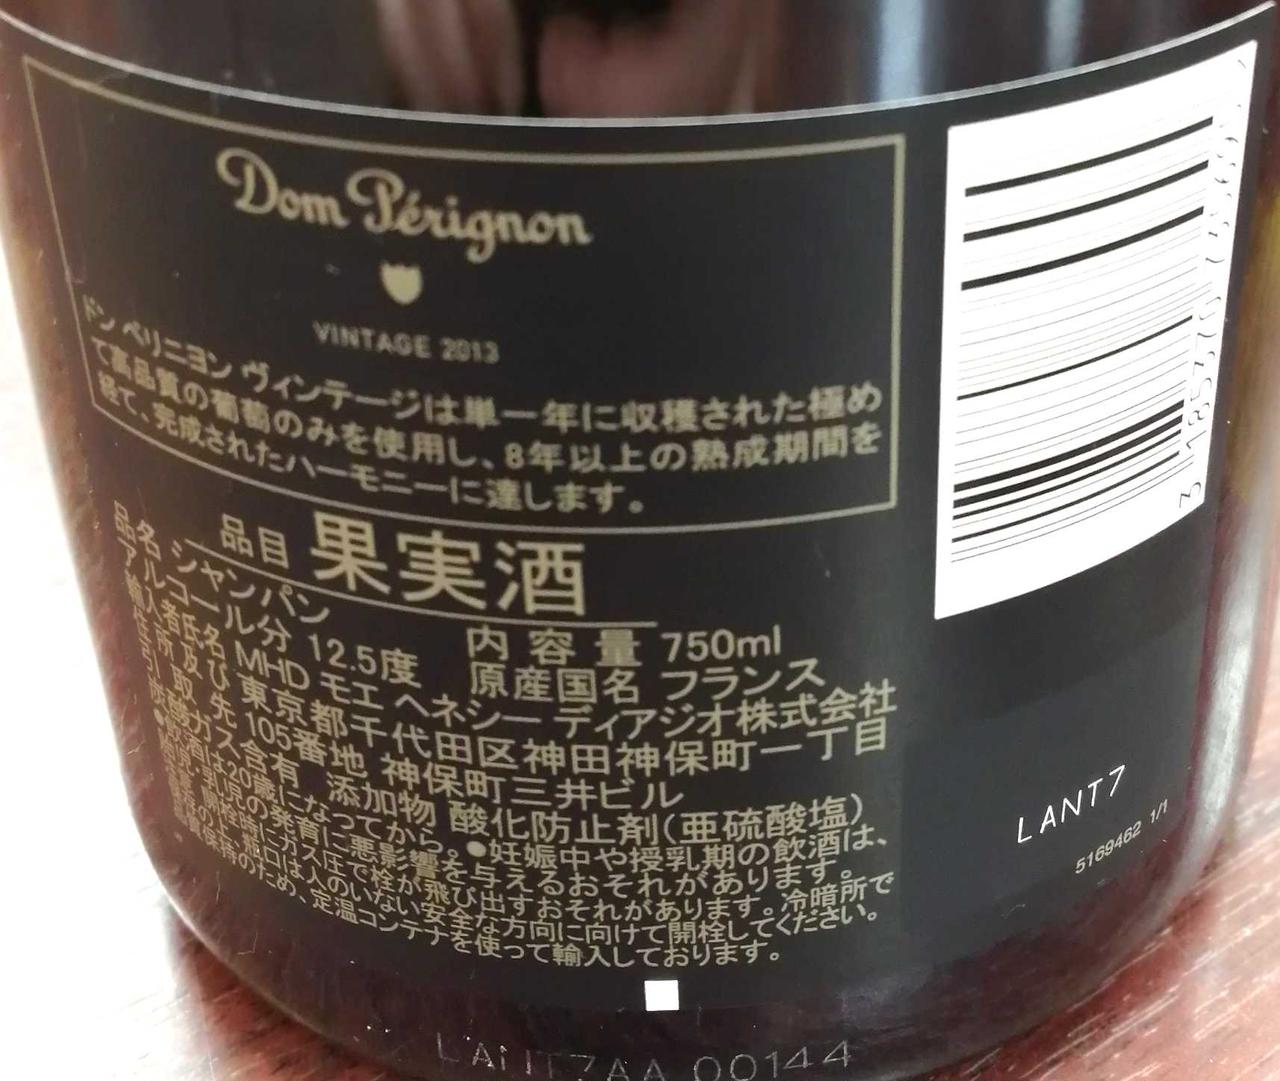 Dom Pérignon
VINTAGE 2013
ドン ペリニヨン ヴィンテージは単一年に収穫された極め
て高品質の葡萄のみを使用し、8年以上の熟成期間を
経て、完成されたハーモニーに達します。
品目 果実酒
品名 シャンパン
アルコール分 12.5度 内容量 750ml
原産国名 フランス
輸入者氏名 MHD モエ ヘネシー ディアジオ株式会社
住所及び 東京都千代田区神田神保町一丁目
引取先 105番地 神保町三井ビル
炭酸ガス含有 添加物 酸化防止剤(亜硫酸塩)
●飲酒は20歳になってから。●妊娠中や授乳期の飲酒は、
胎児・乳児の発育に悪影響を与えるおそれがあります。
開栓時にガス圧で栓が飛び出すおそれがあります。冷暗所で
瓶口は人のいない安全な方向に向けて開栓してください。
品質保持のため、定温コンテナを使って輸入しております。
LANT7
5169462 1/1
LANT7AA 00144